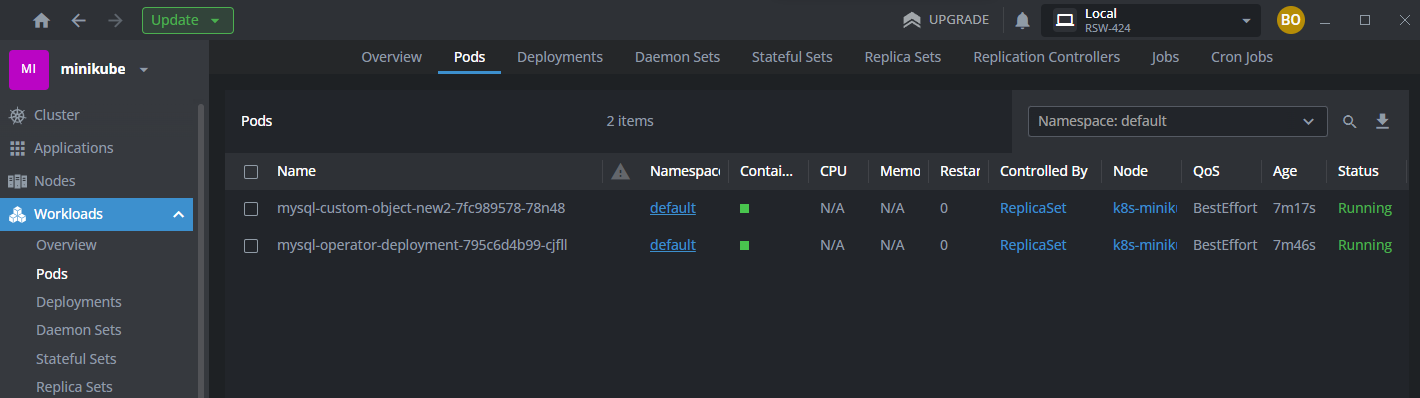 Update
UPGRADE
Local
RSW-424
BO
MI
minikube
Overview Pods Deployments Daemon Sets Stateful Sets Replica Sets Replication Controllers Jobs Cron Jobs
Cluster
Applications
Nodes
Workloads
Overview
Pods
Deployments
Daemon Sets
Stateful Sets
Replica Sets
Pods 2 items Namespace: default
Name Namespace Contai... CPU Memo Restar Controlled By Node QoS Age Status
mysql-custom-object-new2-7fc989578-78n48 default N/A N/A 0 ReplicaSet k8s-miniku BestEffort 7m17s Running
mysql-operator-deployment-795c6d4b99-cjfll default N/A N/A 0 ReplicaSet k8s-miniku BestEffort 7m46s Running